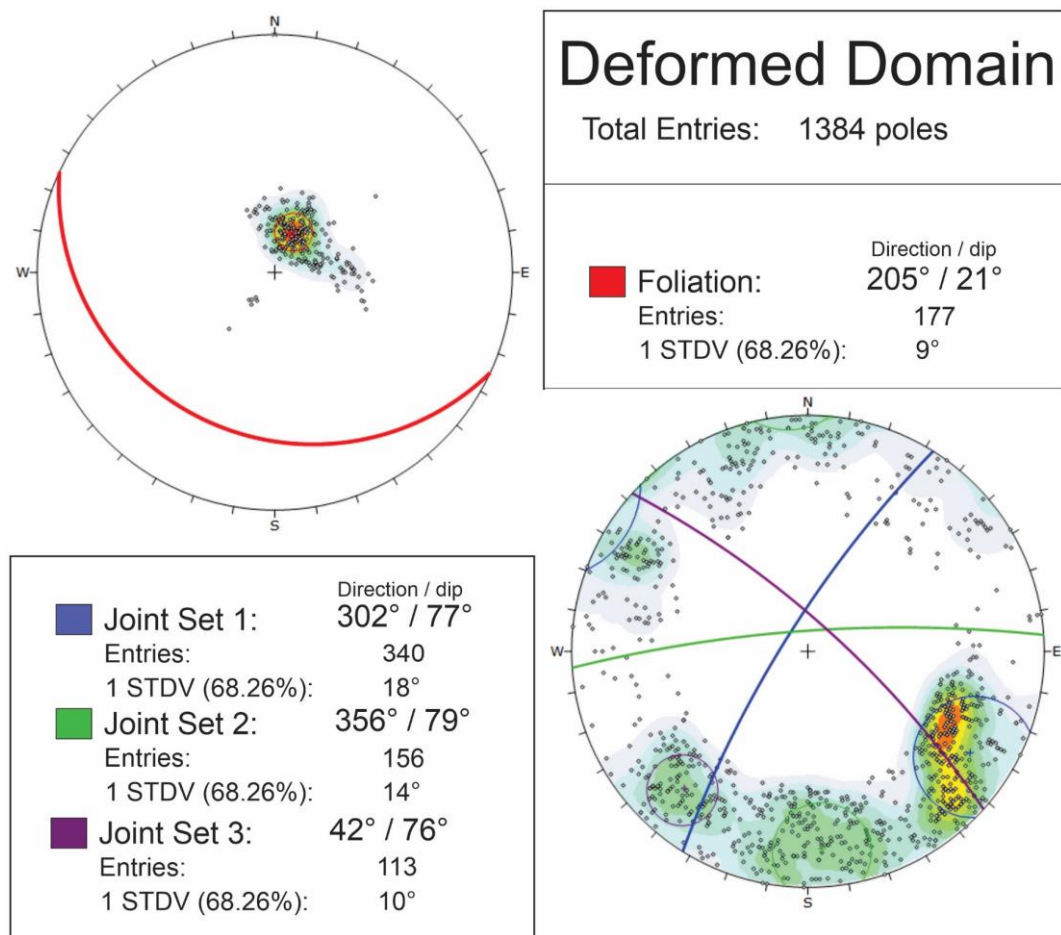 N
W
E
S
Deformed Domain
Total Entries: 1384 poles
Direction / dip
Foliation: 205° / 21°
Entries: 177
1 STDV (68.26%): 9°
N
W
E
S
Direction / dip
Joint Set 1: 302° / 77°
Entries: 340
1 STDV (68.26%): 18°
Joint Set 2: 356° / 79°
Entries: 156
1 STDV (68.26%): 14°
Joint Set 3: 42° / 76°
Entries: 113
1 STDV (68.26%): 10°